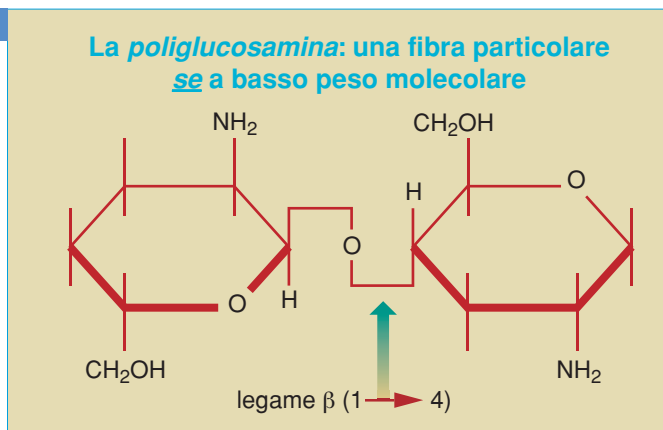 La poliglucosamina: una fibra particolare
se a basso peso molecolare
NH₂
CH₂OH
H
O
O
O
H
CH₂OH
NH₂
legame β (1 → 4)